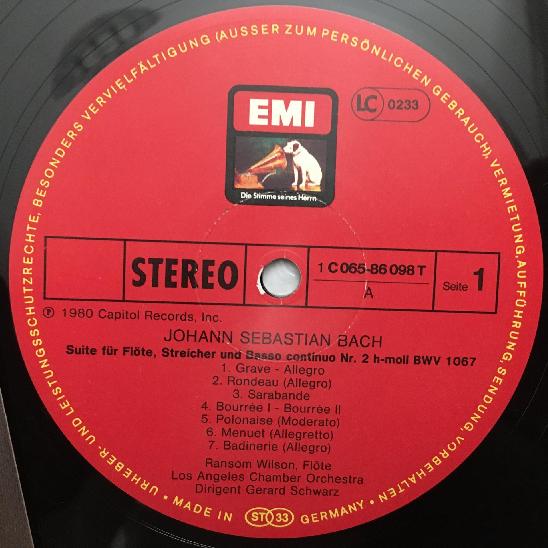 URHEBER- UND LEISTUNGSSCHUTZRECHTE, BESONDERS VERVIELFÄLTIGUNG (AUSSER ZUM PERSÖNLICHEN GEBRAUCH), VERMIETUNG, AUFFÜHRUNG, SENDUNG, VORBEHALTEN •
EMI
Die Stimme seines Herrn
LC 0233
STEREO
1 C 065-86 098 T
A
Seite 1
℗ 1980 Capitol Records, Inc.
JOHANN SEBASTIAN BACH
Suite für Flöte, Streicher und Basso continuo Nr. 2 h-moll BWV 1067
1. Grave - Allegro
2. Rondeau (Allegro)
3. Sarabande
4. Bourrée I - Bourrée II
5. Polonaise (Moderato)
6. Menuet (Allegretto)
7. Badinerie (Allegro)
Ransom Wilson, Flöte
Los Angeles Chamber Orchestra
Dirigent Gerard Schwarz
• MADE IN ST 33 GERMANY •